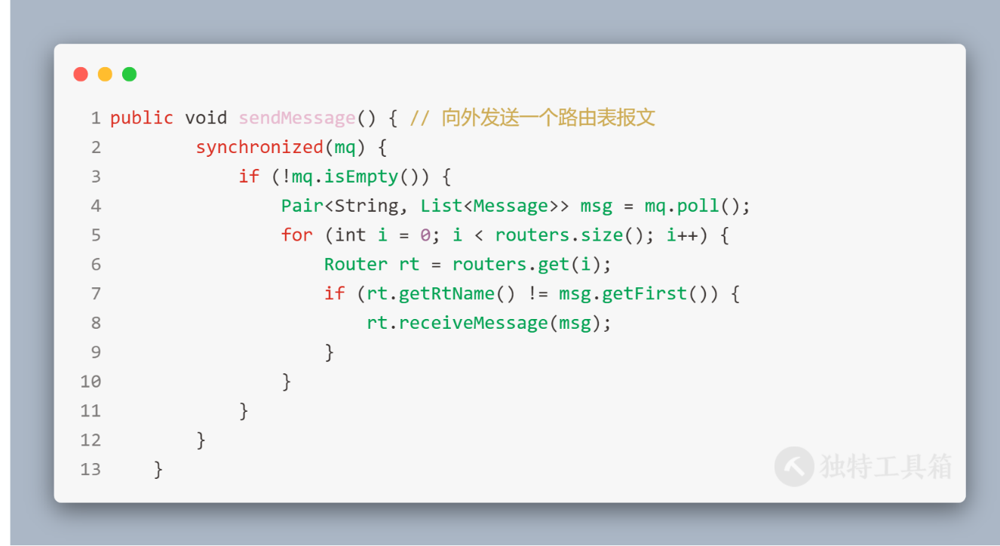 1 public void sendMessage() { // 向外发送一个路由表报文
2         synchronized(mq) {
3             if (!mq.isEmpty()) {
4                 Pair<String, List<Message>> msg = mq.poll();
5                 for (int i = 0; i < routers.size(); i++) {
6                     Router rt = routers.get(i);
7                     if (rt.getRtName() != msg.getFirst()) {
8                         rt.receiveMessage(msg);
9                     }
10                 }
11             }
12         }
13     }
独特工具箱